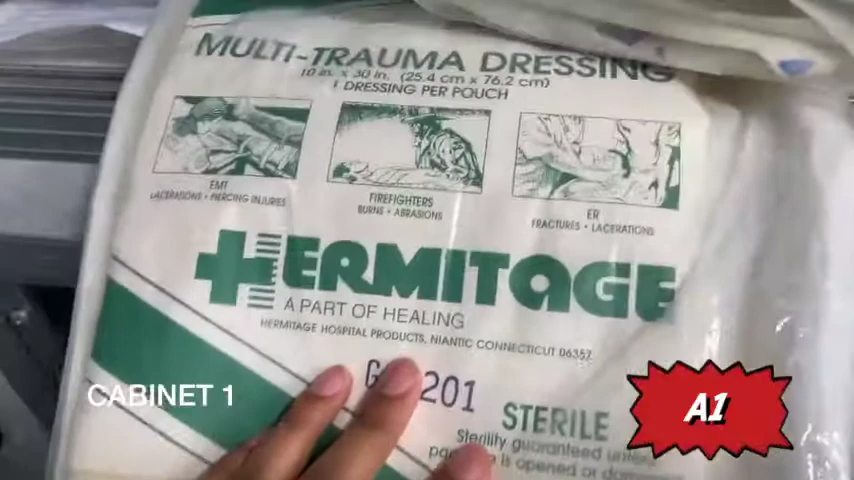 MULTI-TRAUMA DRESSING
10 in. x 30 in. (25.4 cm x 76.2 cm)
1 DRESSING PER POUCH
EMT
LACERATIONS • PIERCING INJURIES
FIREFIGHTERS
BURNS • ABRASIONS
ER
FRACTURES • LACERATIONS
HERMITAGE
A PART OF HEALING
HERMITAGE HOSPITAL PRODUCTS, NIANTIC CONNECTICUT 06357
201
STERILE
Sterility guaranteed unless
is opened or damaged
CABINET 1
A1